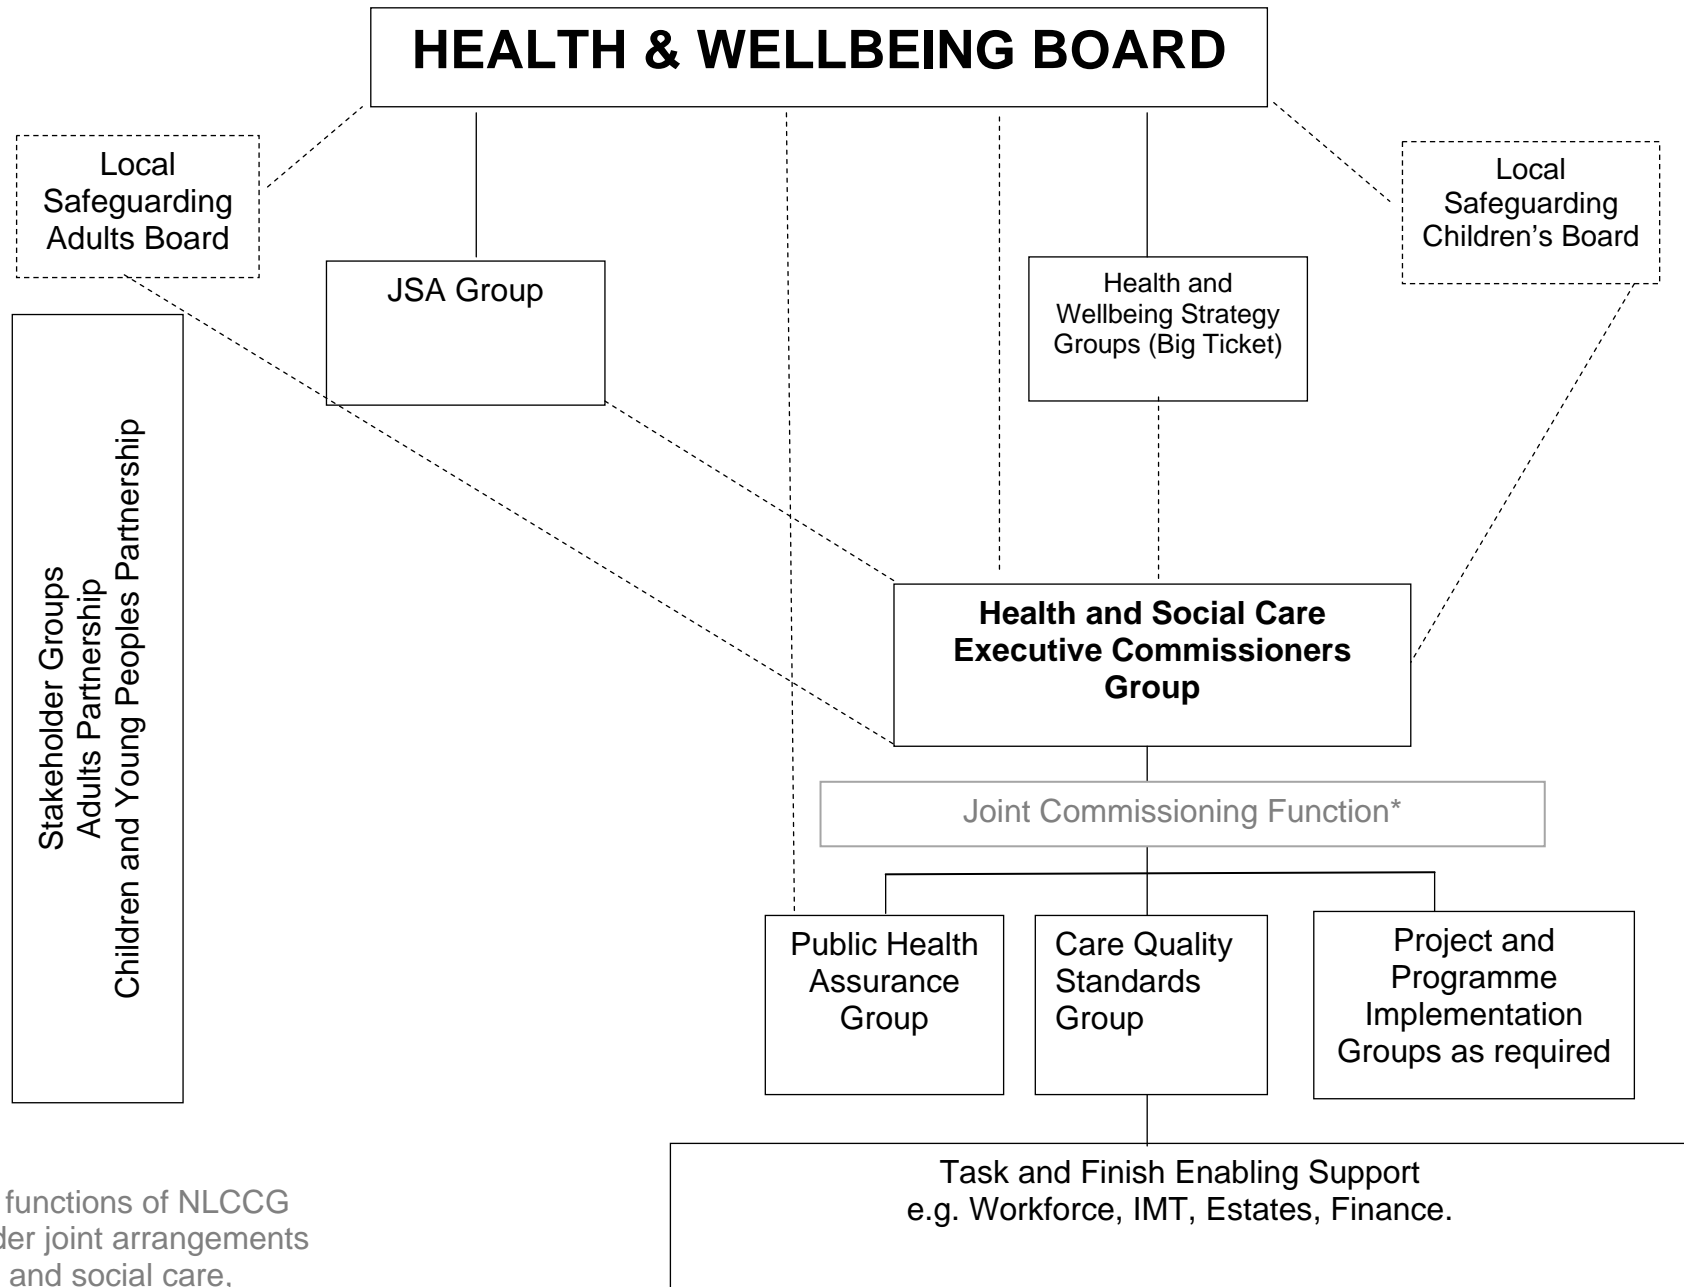 HEALTH & WELLBEING BOARD
Local
Safeguarding
Adults Board
Local
Safeguarding
Children’s Board
JSA Group
Health and
Wellbeing Strategy
Groups (Big Ticket)
Stakeholder Groups
Adults Partnership
Children and Young Peoples Partnership
Health and Social Care
Executive Commissioners
Group
Joint Commissioning Function*
Public Health
Assurance
Group
Care Quality
Standards
Group
Project and
Programme
Implementation
Groups as required
Task and Finish Enabling Support
e.g. Workforce, IMT, Estates, Finance.
functions of NLCCG
der joint arrangements
and social care,